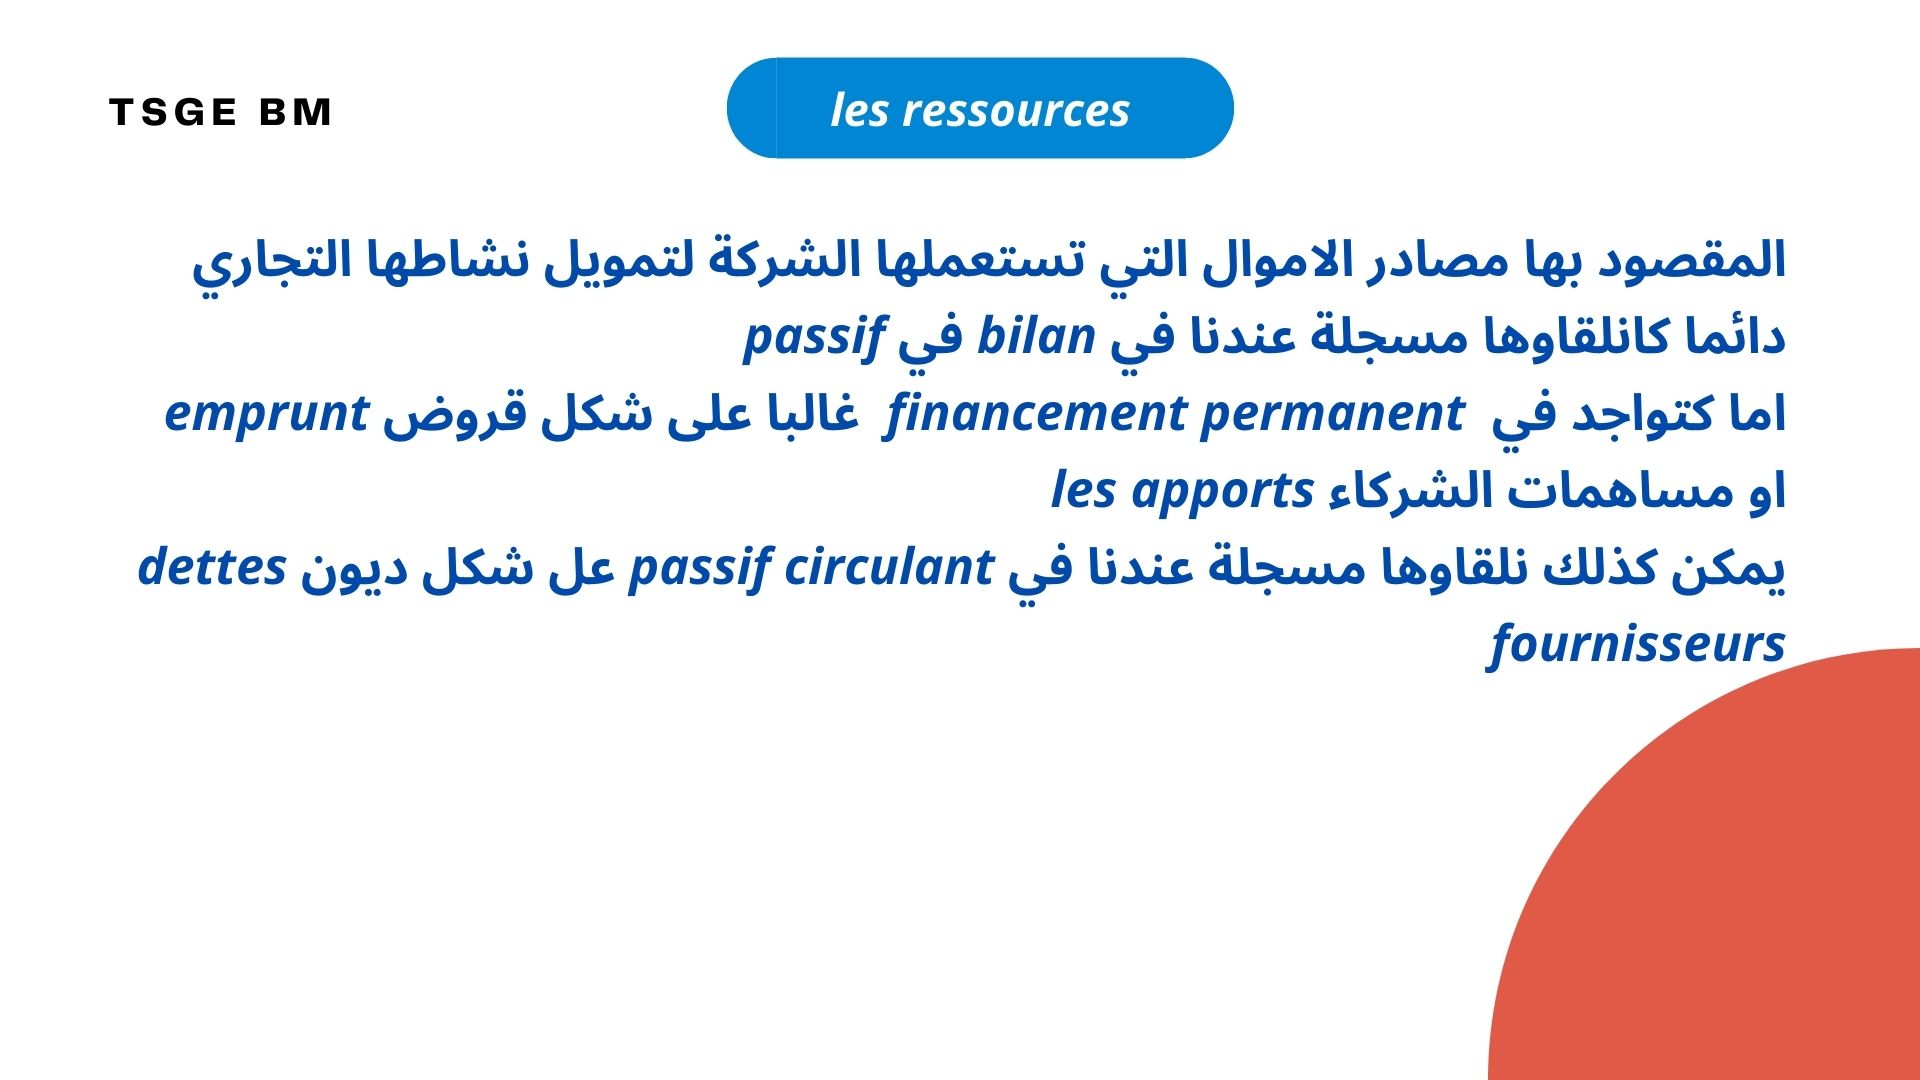 TSGE BM
les ressources
المقصود بها مصادر الاموال التي تستعملها الشركة لتمويل نشاطها التجاري
دائما كانلقاوها مسجلة عندنا في bilan في passif
اما كتواجد في financement permanent غالبا على شكل قروض emprunt
او مساهمات الشركاء les apports
يمكن كذلك نلقاوها مسجلة عندنا في passif circulant عل شكل ديون dettes
fournisseurs